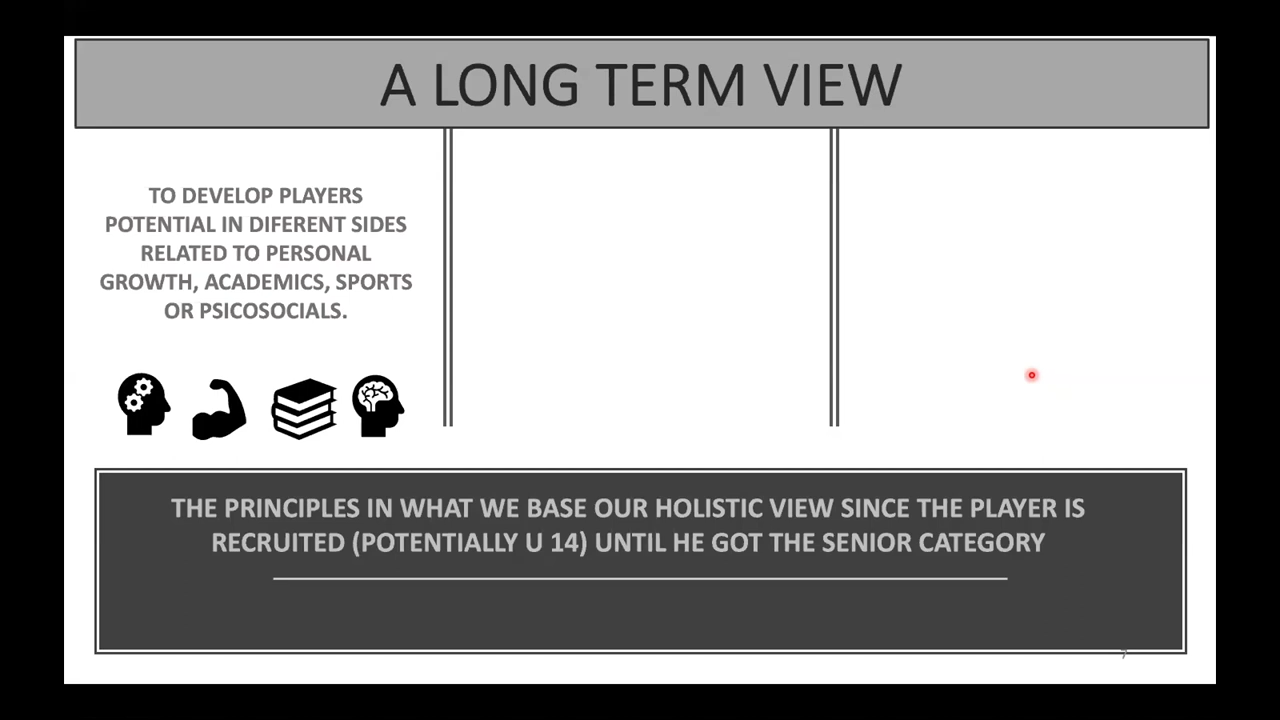 A LONG TERM VIEW
TO DEVELOP PLAYERS
POTENTIAL IN DIFERENT SIDES
RELATED TO PERSONAL
GROWTH, ACADEMICS, SPORTS
OR PSICOSOCIALS.
THE PRINCIPLES IN WHAT WE BASE OUR HOLISTIC VIEW SINCE THE PLAYER IS
RECRUITED (POTENTIALLY U 14) UNTIL HE GOT THE SENIOR CATEGORY
7